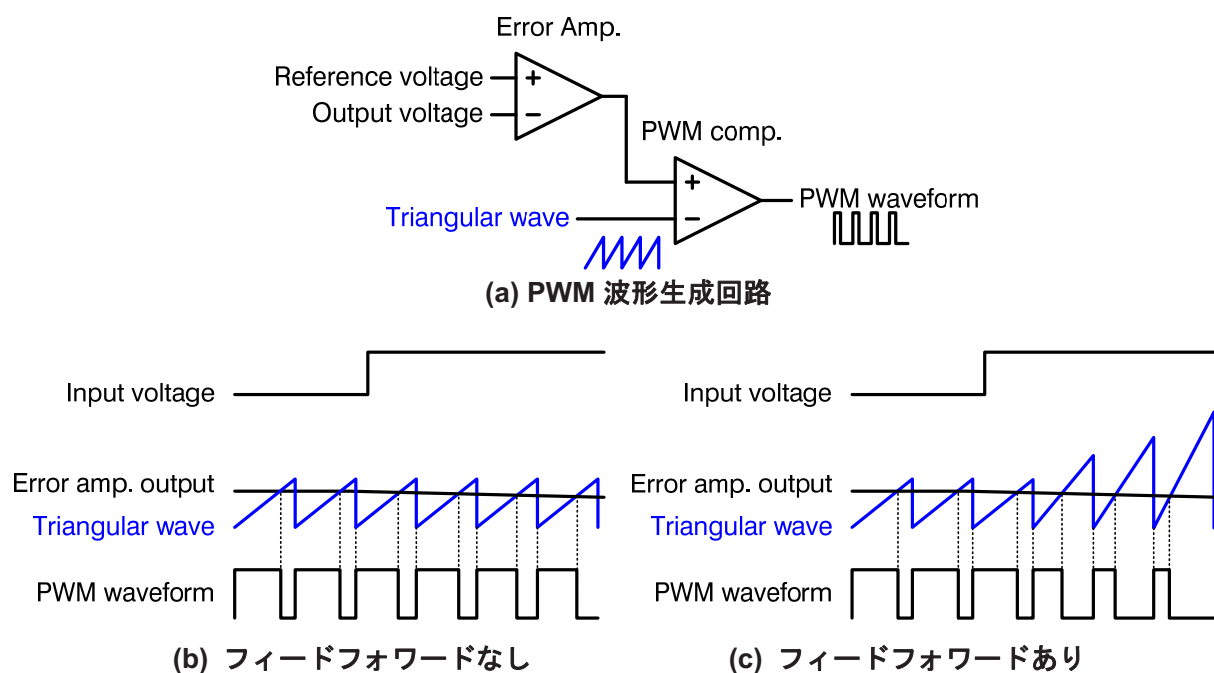 Error Amp.
Reference voltage
Output voltage
PWM comp.
PWM waveform
Triangular wave
(a) PWM 波形生成回路
Input voltage
Error amp. output
Triangular wave
PWM waveform
(b) フィードフォワードなし
Input voltage
Error amp. output
Triangular wave
PWM waveform
(c) フィードフォワードあり